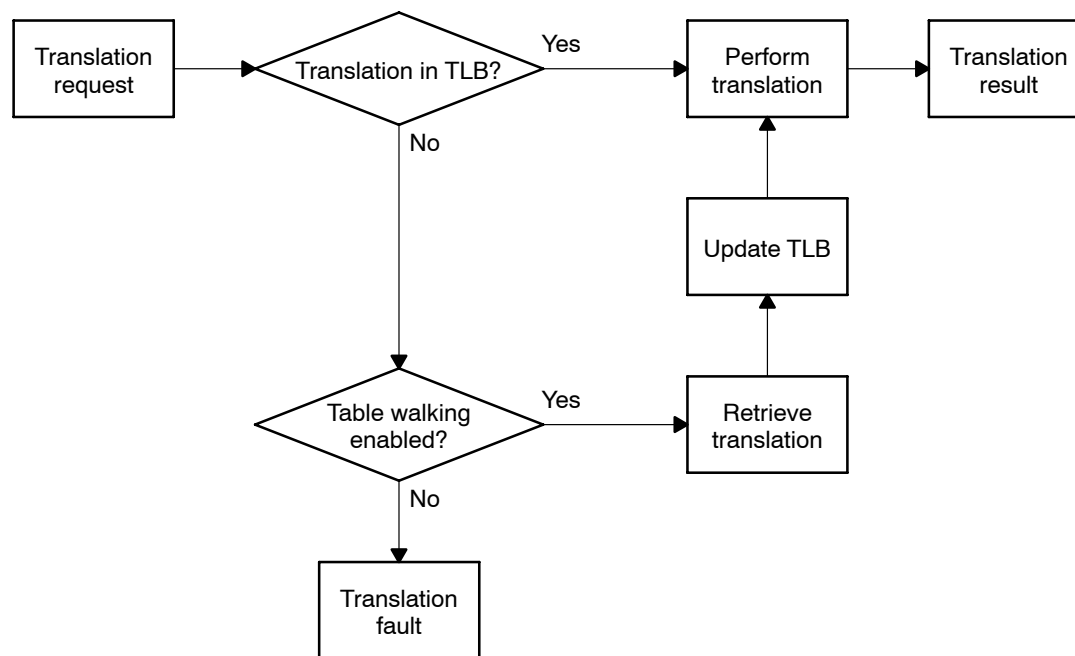 Translation
request
Translation in TLB?
Yes
Perform
translation
Translation
result
No
Update TLB
Table walking
enabled?
Yes
Retrieve
translation
No
Translation
fault